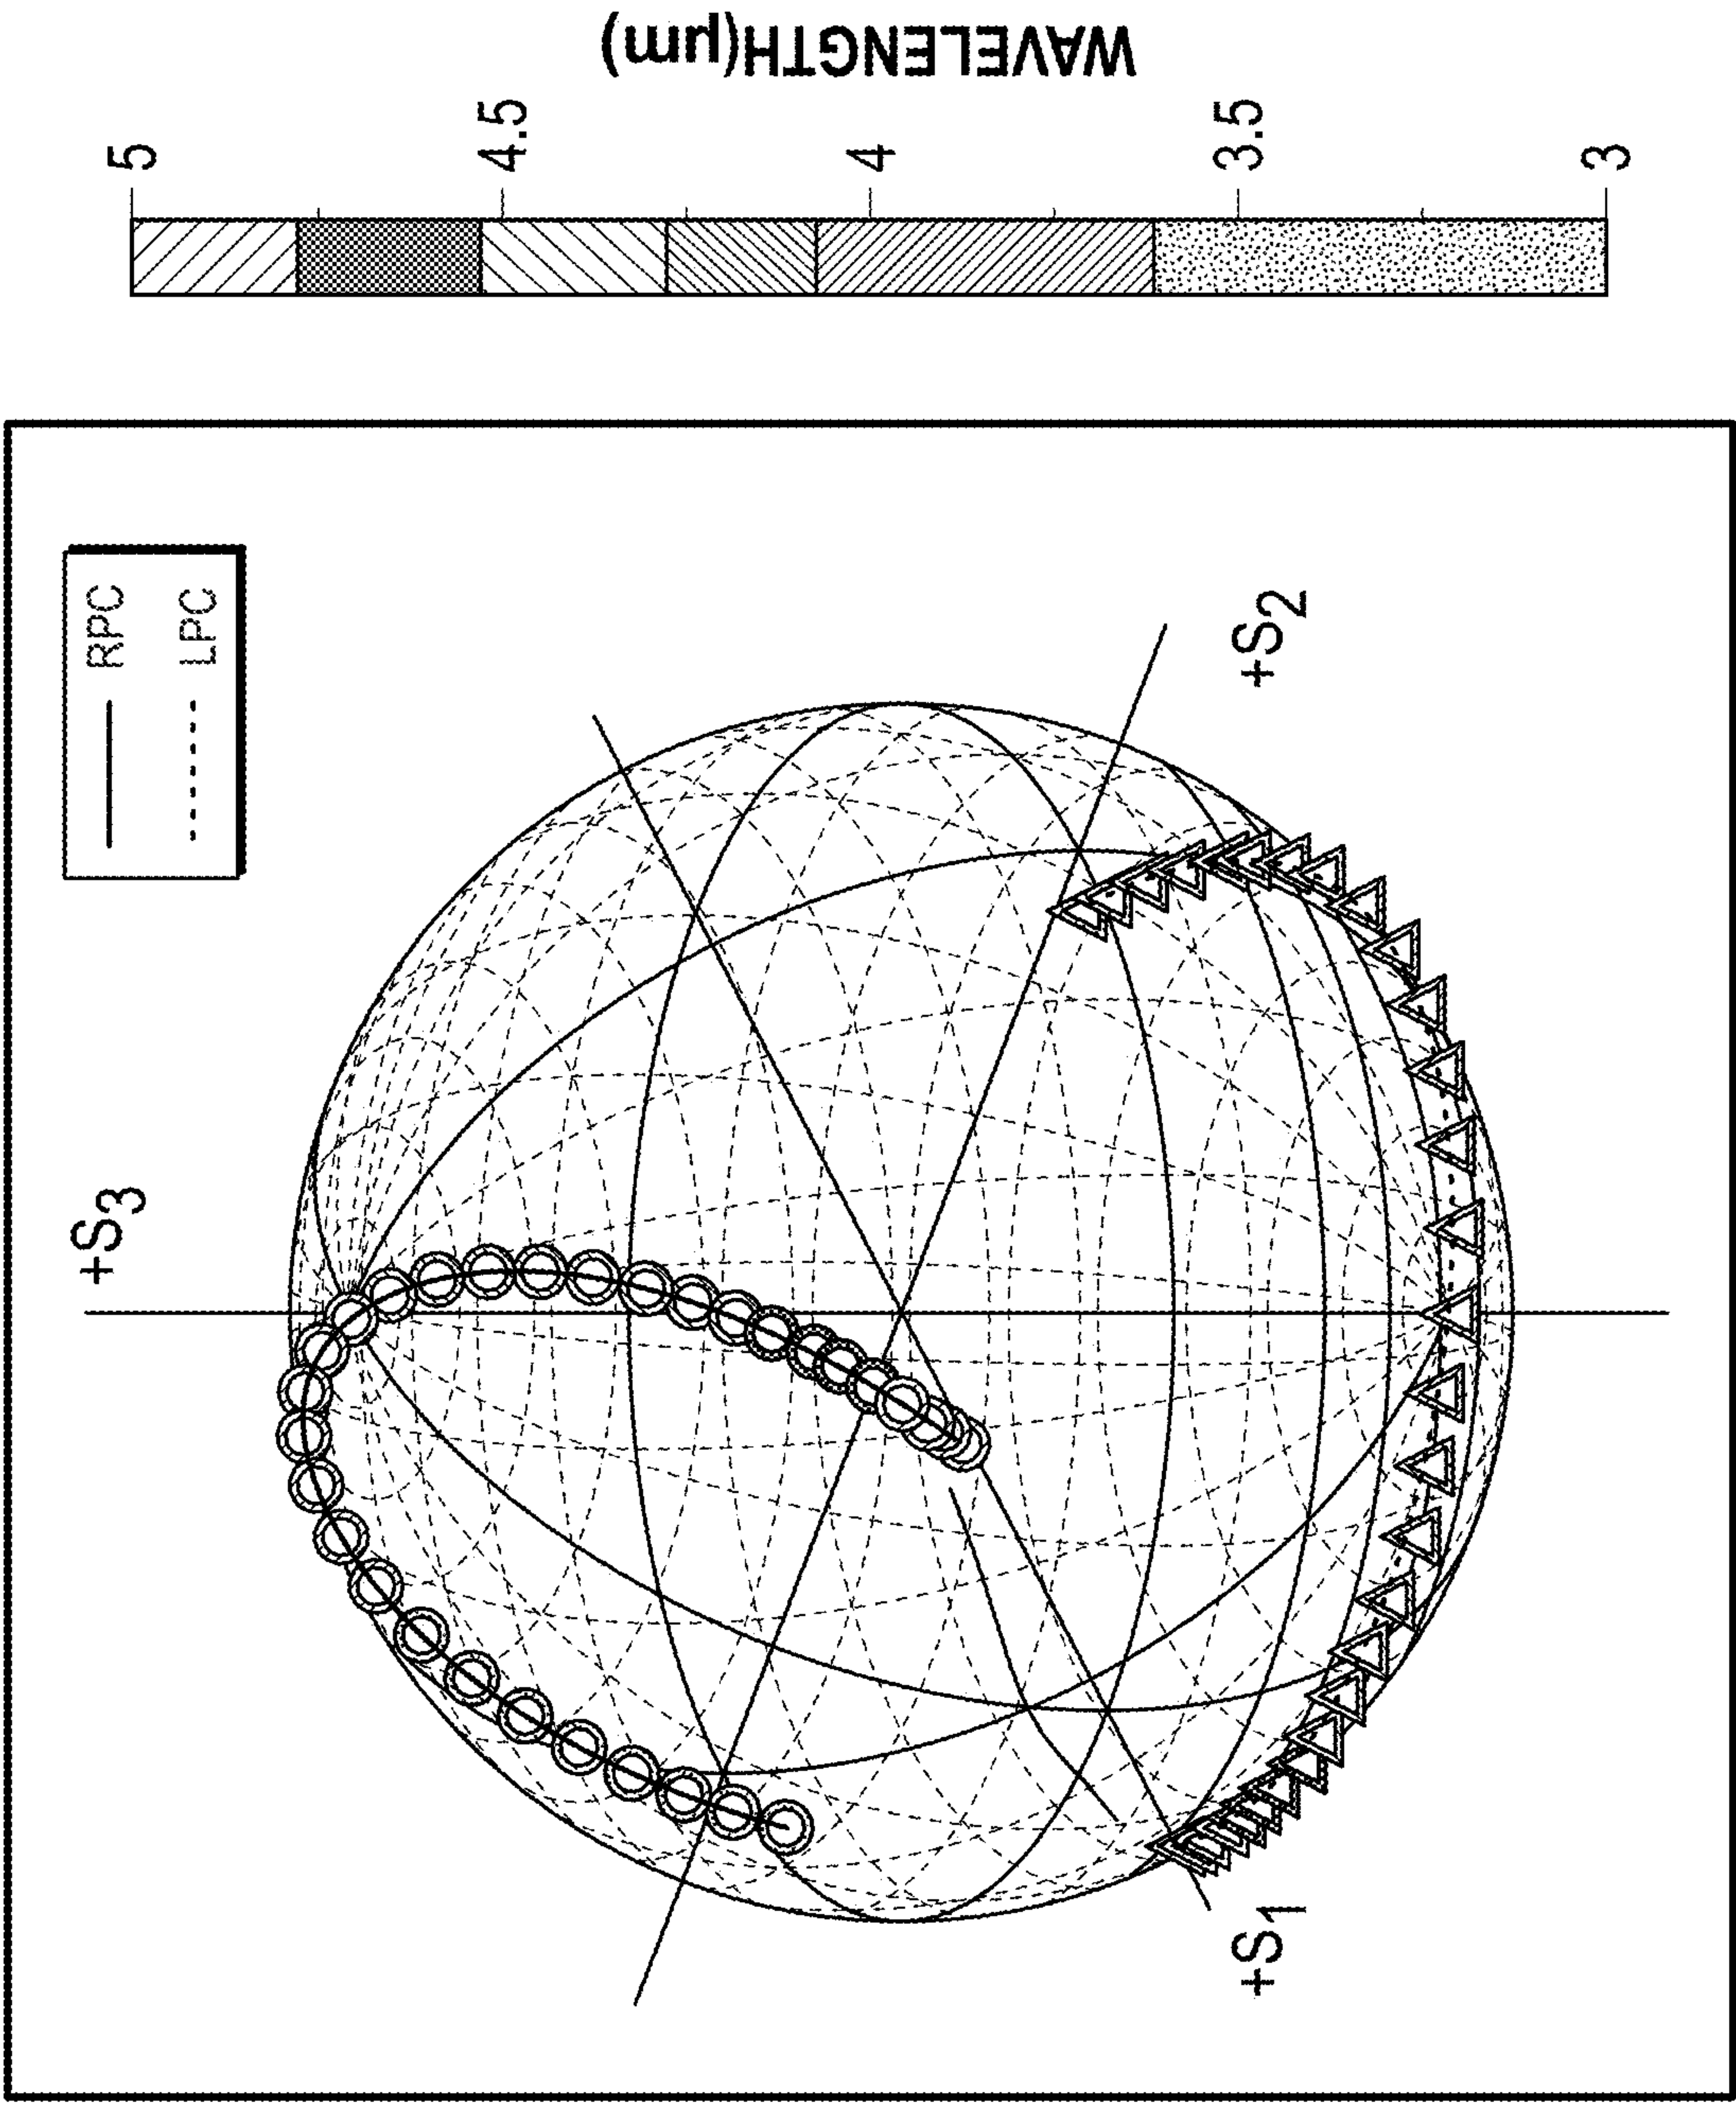 +S3
RPC
LPC
+S1
+S2
5
4.5
4
3.5
3
WAVELENGTH(μm)